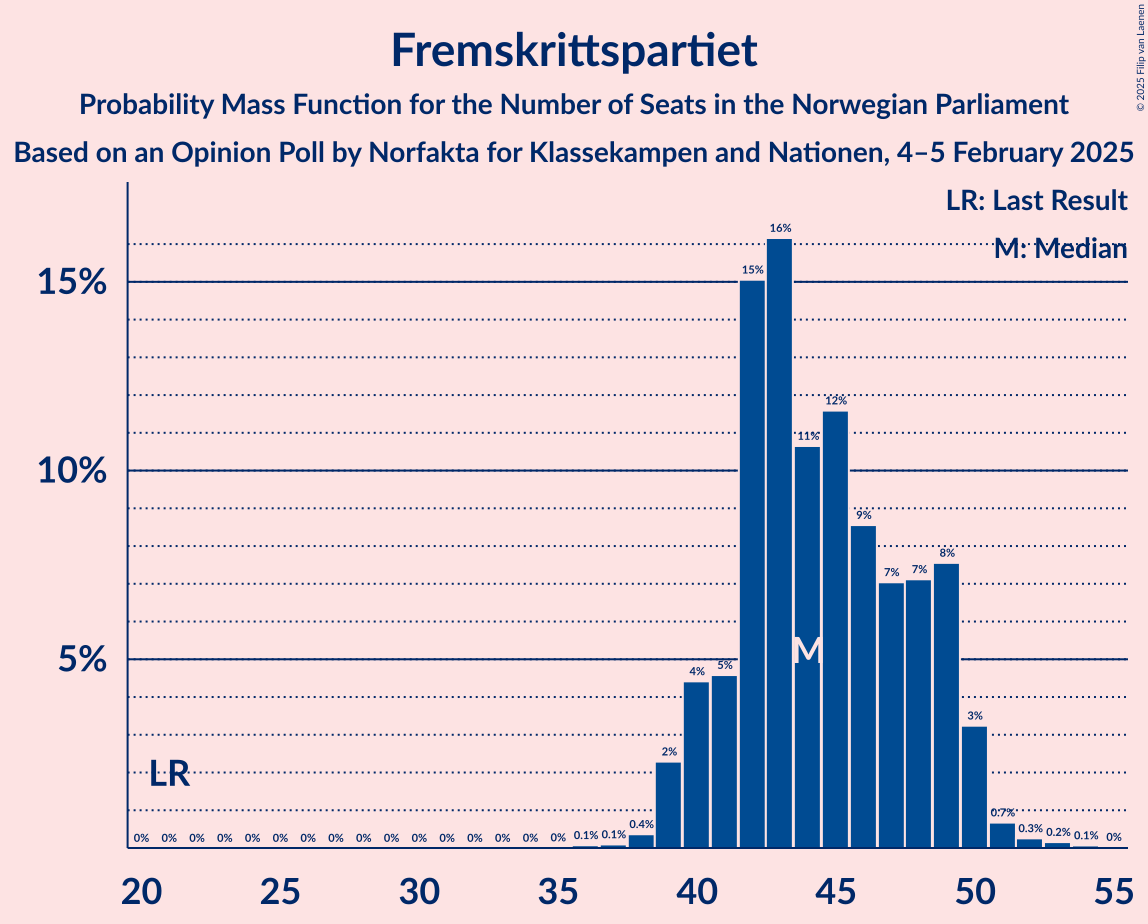 Fremskrittspartiet
Probability Mass Function for the Number of Seats in the Norwegian Parliament
Based on an Opinion Poll by Norfakta for Klassekampen and Nationen, 4–5 February 2025
© 2025 Filip van Laenen
LR: Last Result
M: Median
16%
15%
15%
12%
11%
10%
9%
8%
7% 7%
M
5%
5%
4%
3%
2%
LR
0% 0% 0% 0% 0% 0% 0% 0% 0% 0% 0% 0% 0% 0% 0% 0% 0.1% 0.1% 0.4% 0.7% 0.3% 0.2% 0.1% 0%
20 25 30 35 40 45 50 55